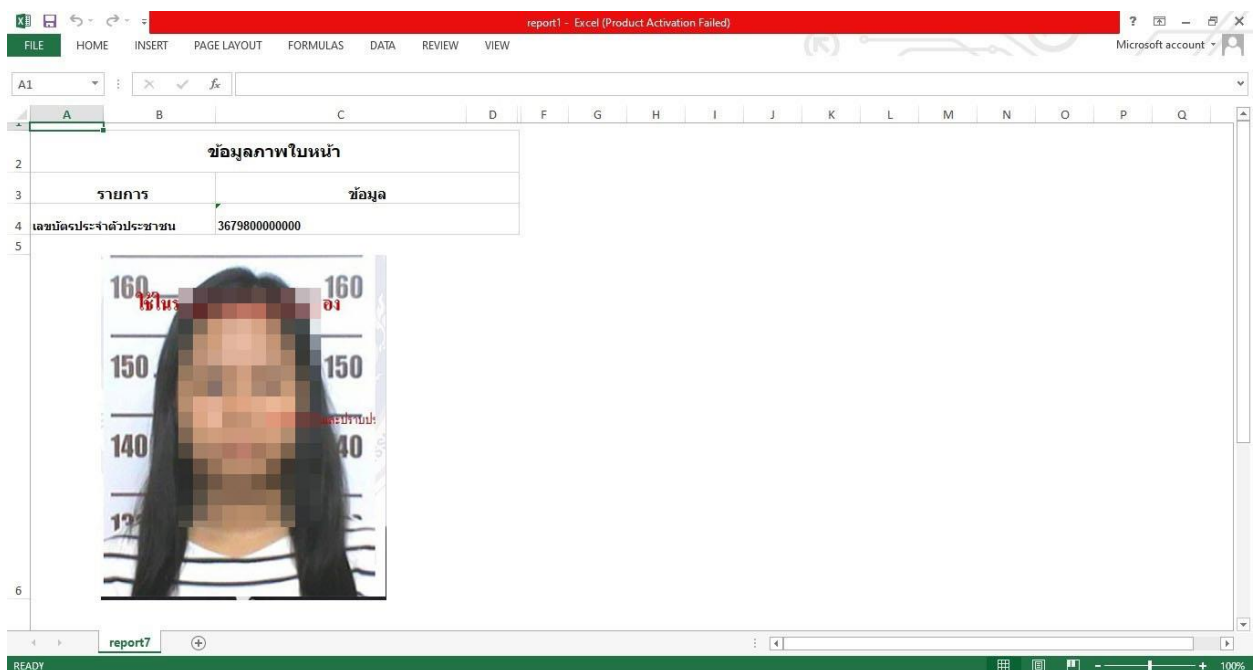 report1 - Excel (Product Activation Failed)
FILE HOME INSERT PAGE LAYOUT FORMULAS DATA REVIEW VIEW
Microsoft account
A1
fx
A B C D F G H I J K L M N O P Q
1
2 ข้อมูลภาพใบหน้า
3 รายการ ข้อมูล
4 เลขบัตรประจำตัวประชาชน 3679800000000
5
160 160
ใช้ใน
150 150
140 40
6
report7
READY 100%